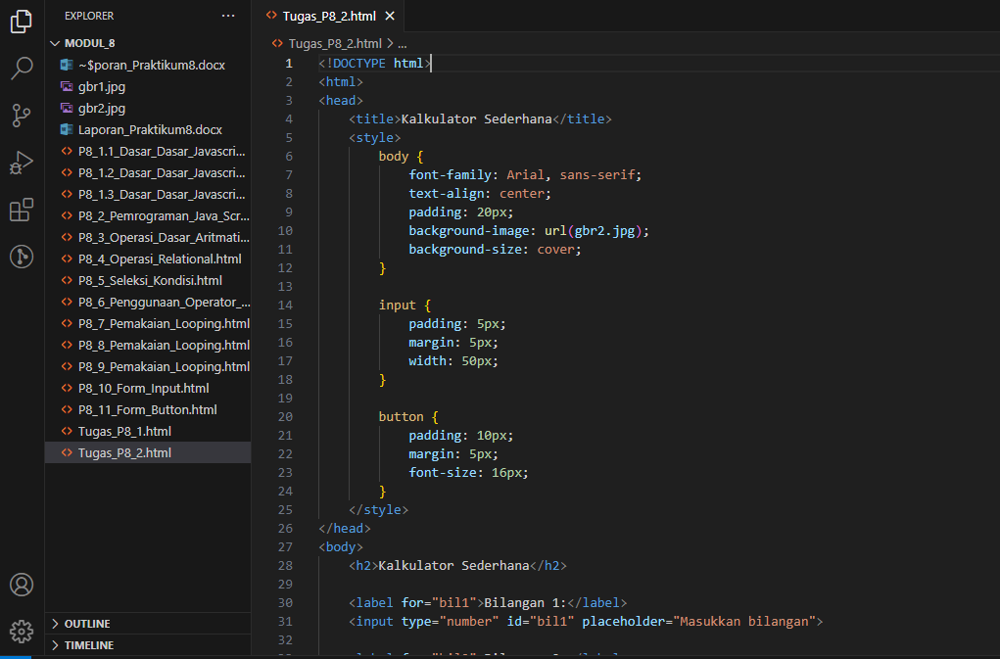 EXPLORER
MODUL_8
~$poran_Praktikum8.docx
gbr1.jpg
gbr2.jpg
Laporan_Praktikum8.docx
P8_1.1_Dasar_Dasar_Javascri...
P8_1.2_Dasar_Dasar_Javascri...
P8_1.3_Dasar_Dasar_Javascri...
P8_2_Pemrograman_Java_Scr...
P8_3_Operasi_Dasar_Aritmati...
P8_4_Operasi_Relational.html
P8_5_Seleksi_Kondisi.html
P8_6_Penggunaan_Operator_...
P8_7_Pemakaian_Looping.html
P8_8_Pemakaian_Looping.html
P8_9_Pemakaian_Looping.html
P8_10_Form_Input.html
P8_11_Form_Button.html
Tugas_P8_1.html
Tugas_P8_2.html
OUTLINE
TIMELINE
Tugas_P8_2.html
Tugas_P8_2.html > ...
1 <!DOCTYPE html>
2 <html>
3 <head>
4 <title>Kalkulator Sederhana</title>
5 <style>
6 body {
7 font-family: Arial, sans-serif;
8 text-align: center;
9 padding: 20px;
10 background-image: url(gbr2.jpg);
11 background-size: cover;
12 }
13
14 input {
15 padding: 5px;
16 margin: 5px;
17 width: 50px;
18 }
19
20 button {
21 padding: 10px;
22 margin: 5px;
23 font-size: 16px;
24 }
25 </style>
26 </head>
27 <body>
28 <h2>Kalkulator Sederhana</h2>
29
30 <label for="bil1">Bilangan 1:</label>
31 <input type="number" id="bil1" placeholder="Masukkan bilangan">
32